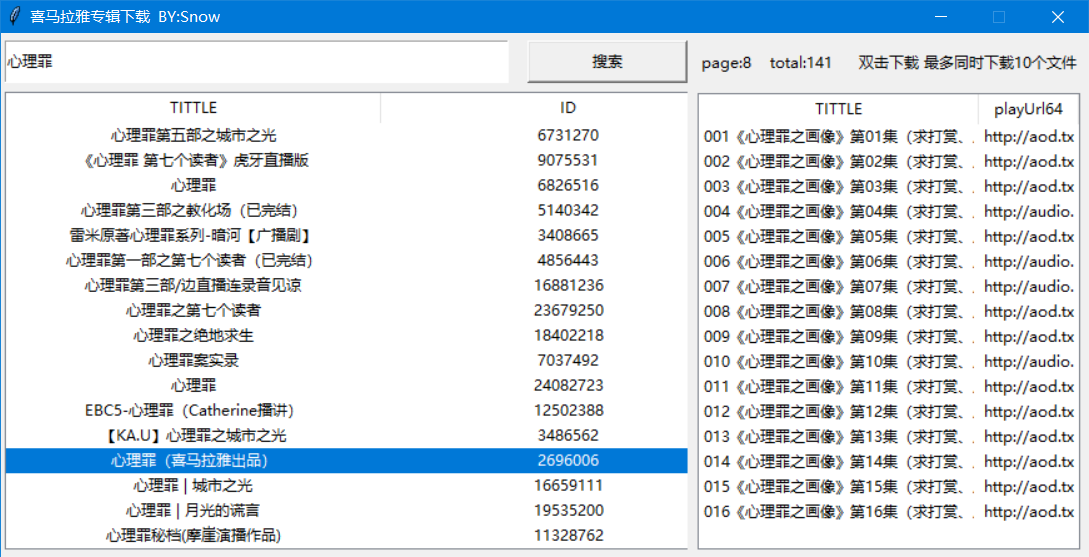 喜马拉雅专辑下载 BY:Snow
心理罪 搜索 page:8 total:141 双击下载 最多同时下载10个文件
TITTLE ID
心理罪第五部之城市之光 6731270
《心理罪 第七个读者》虎牙直播版 9075531
心理罪 6826516
心理罪第三部之教化场（已完结） 5140342
雷米原著心理罪系列-暗河【广播剧】 3408665
心理罪第一部之第七个读者（已完结） 4856443
心理罪第三部/边直播连录音见谅 16881236
心理罪之第七个读者 23679250
心理罪之绝地求生 18402218
心理罪案实录 7037492
心理罪 24082723
EBC5-心理罪（Catherine播讲） 12502388
【KA.U】心理罪之城市之光 3486562
心理罪（喜马拉雅出品） 2696006
心理罪 | 城市之光 16659111
心理罪 | 月光的谎言 19535200
心理罪秘档(摩崖演播作品) 11328762
TITTLE playUrl64
001《心理罪之画像》第01集（求打赏、. http://aod.tx
002《心理罪之画像》第02集（求打赏、. http://aod.tx
003《心理罪之画像》第03集（求打赏、. http://aod.tx
004《心理罪之画像》第04集（求打赏、. http://audio.
005《心理罪之画像》第05集（求打赏、. http://aod.tx
006《心理罪之画像》第06集（求打赏、. http://audio.
007《心理罪之画像》第07集（求打赏、. http://audio.
008《心理罪之画像》第08集（求打赏、. http://aod.tx
009《心理罪之画像》第09集（求打赏、. http://aod.tx
010《心理罪之画像》第10集（求打赏、. http://audio.
011《心理罪之画像》第11集（求打赏、. http://aod.tx
012《心理罪之画像》第12集（求打赏、. http://aod.tx
013《心理罪之画像》第13集（求打赏、. http://aod.tx
014《心理罪之画像》第14集（求打赏、. http://aod.tx
015《心理罪之画像》第15集（求打赏、. http://aod.tx
016《心理罪之画像》第16集（求打赏、. http://aod.tx